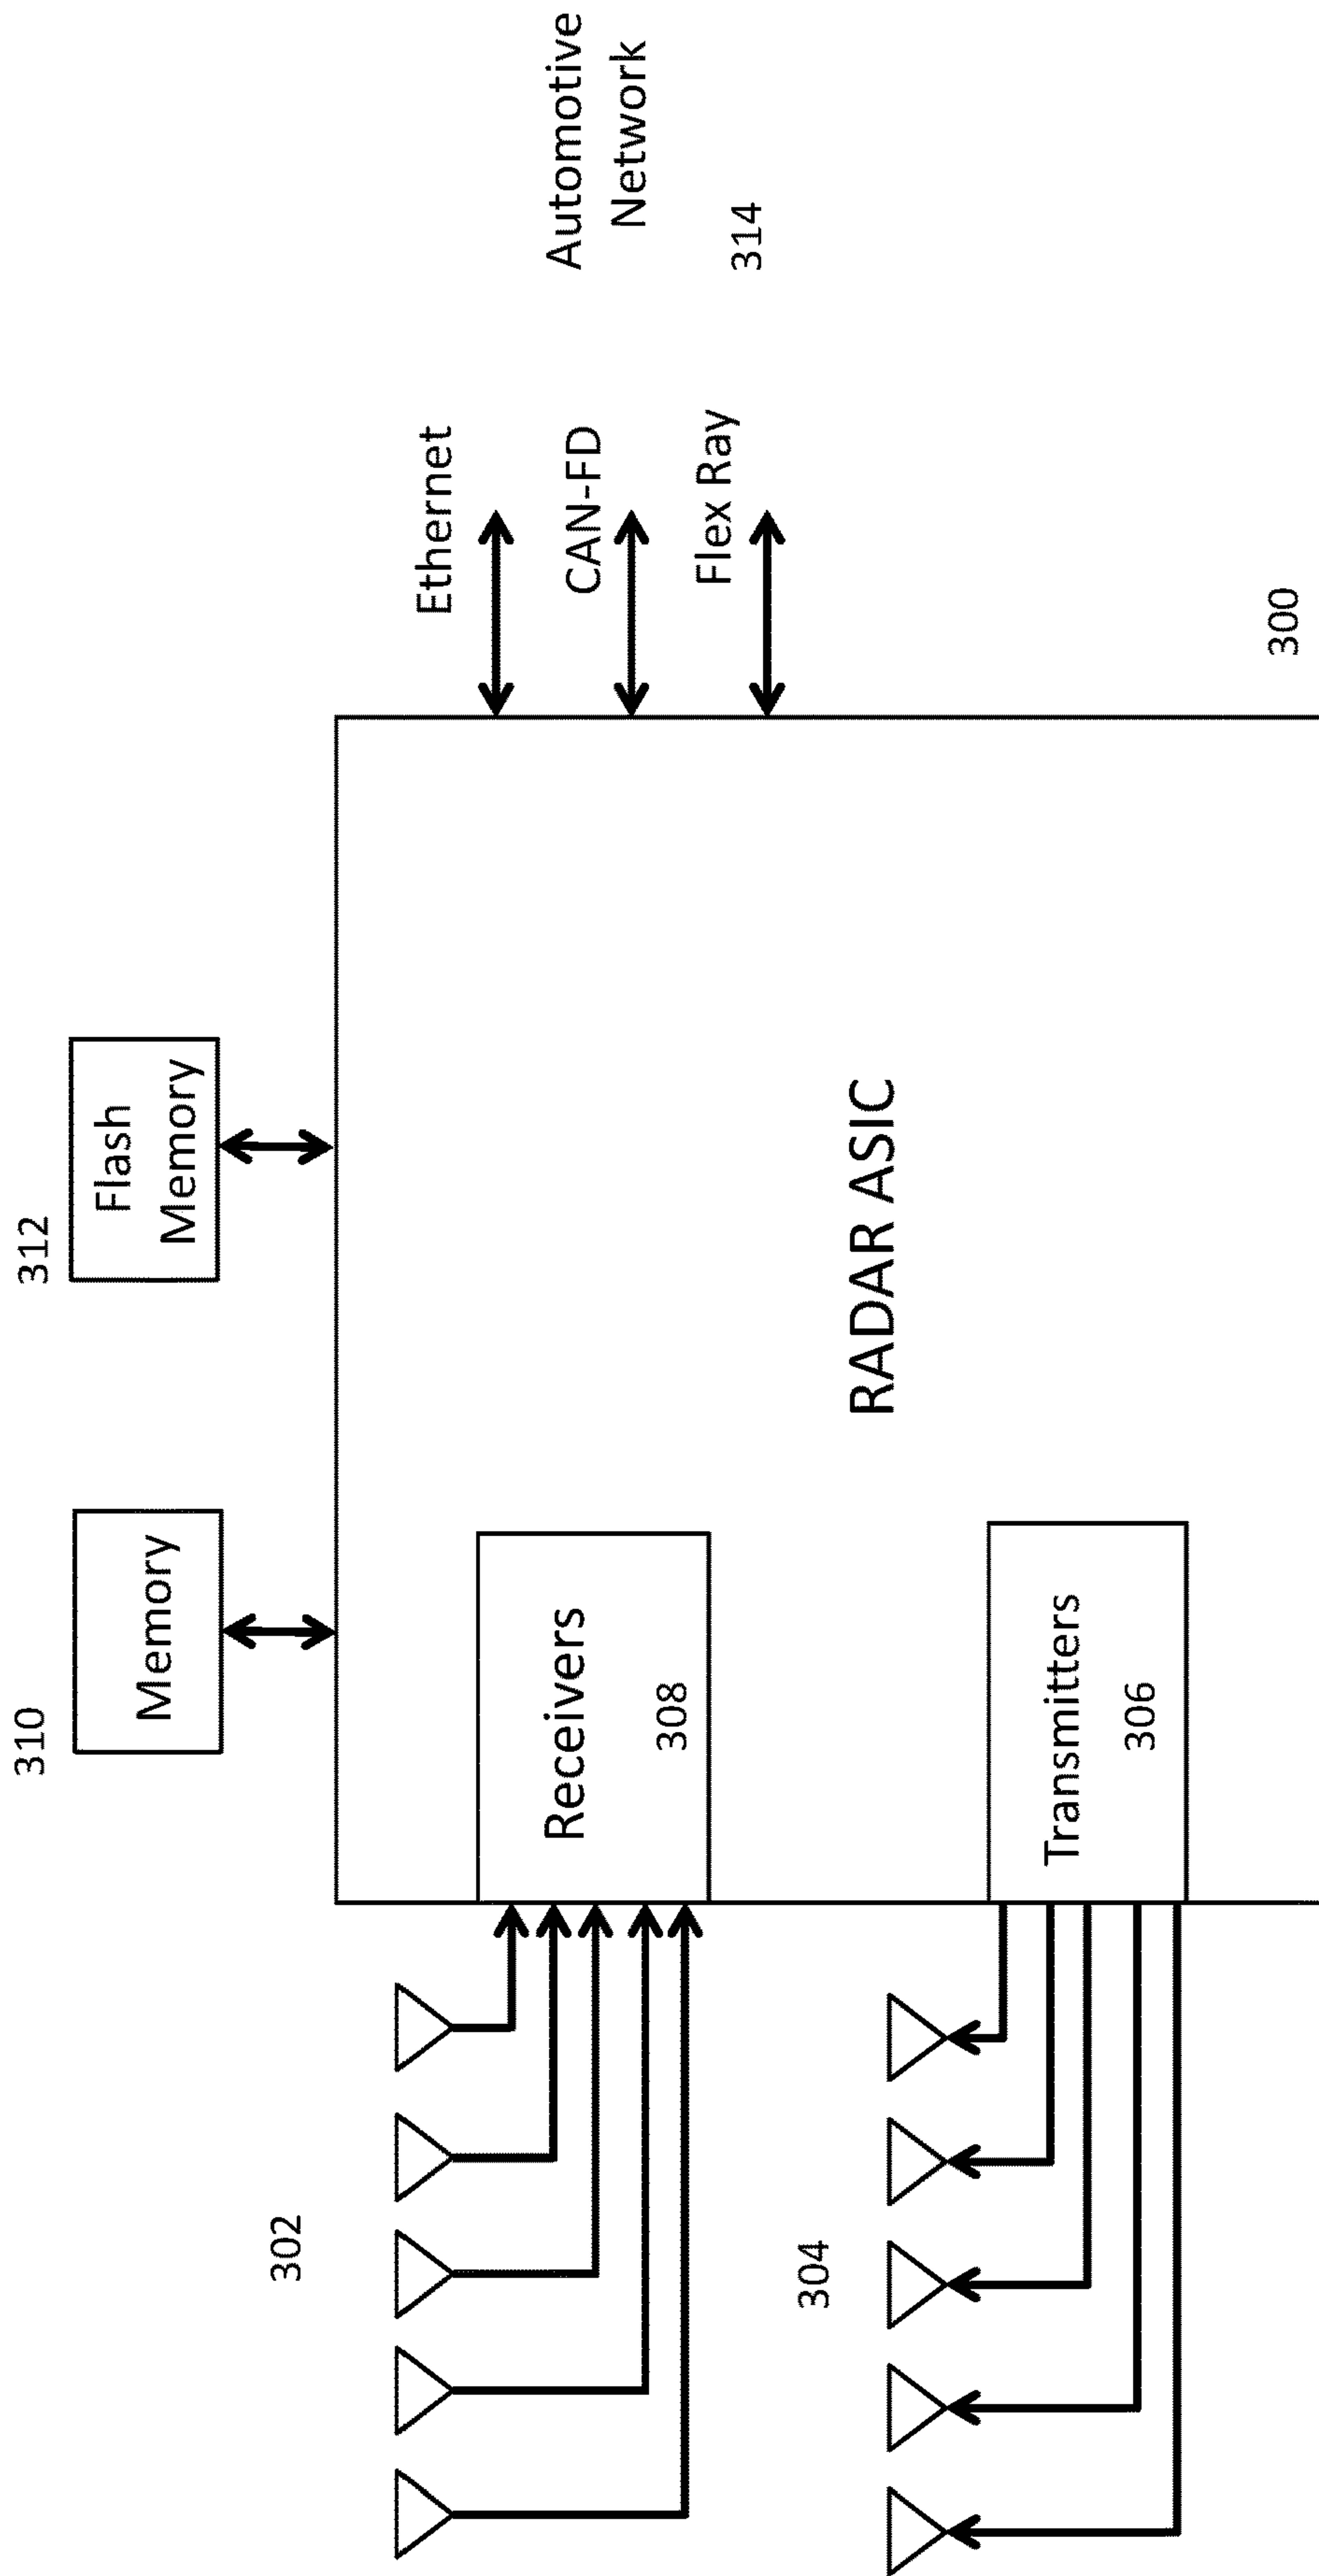 310
Memory
312
Flash
Memory
302
Receivers
308
304
Transmitters
306
RADAR ASIC
Ethernet
CAN-FD
Flex Ray
Automotive
Network
314
300